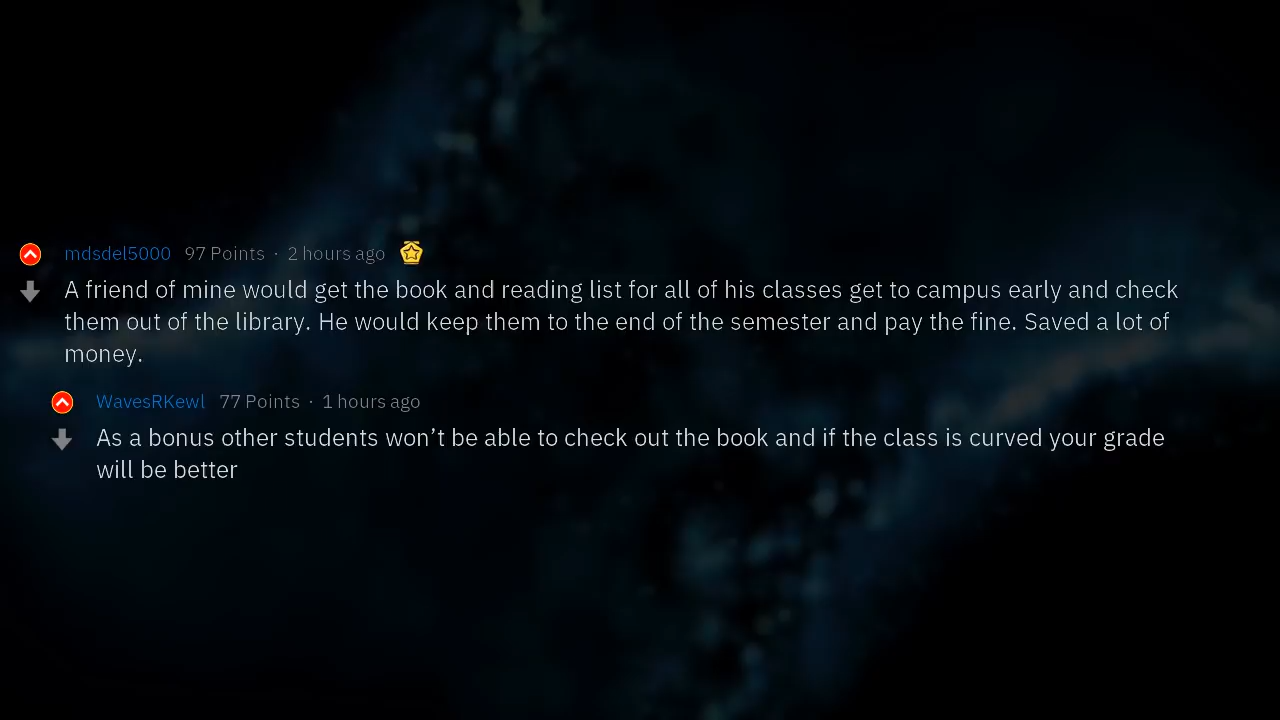 mdsdel5000 97 Points · 2 hours ago
A friend of mine would get the book and reading list for all of his classes get to campus early and check
them out of the library. He would keep them to the end of the semester and pay the fine. Saved a lot of
money.
WavesRKewl 77 Points · 1 hours ago
As a bonus other students won’t be able to check out the book and if the class is curved your grade
will be better